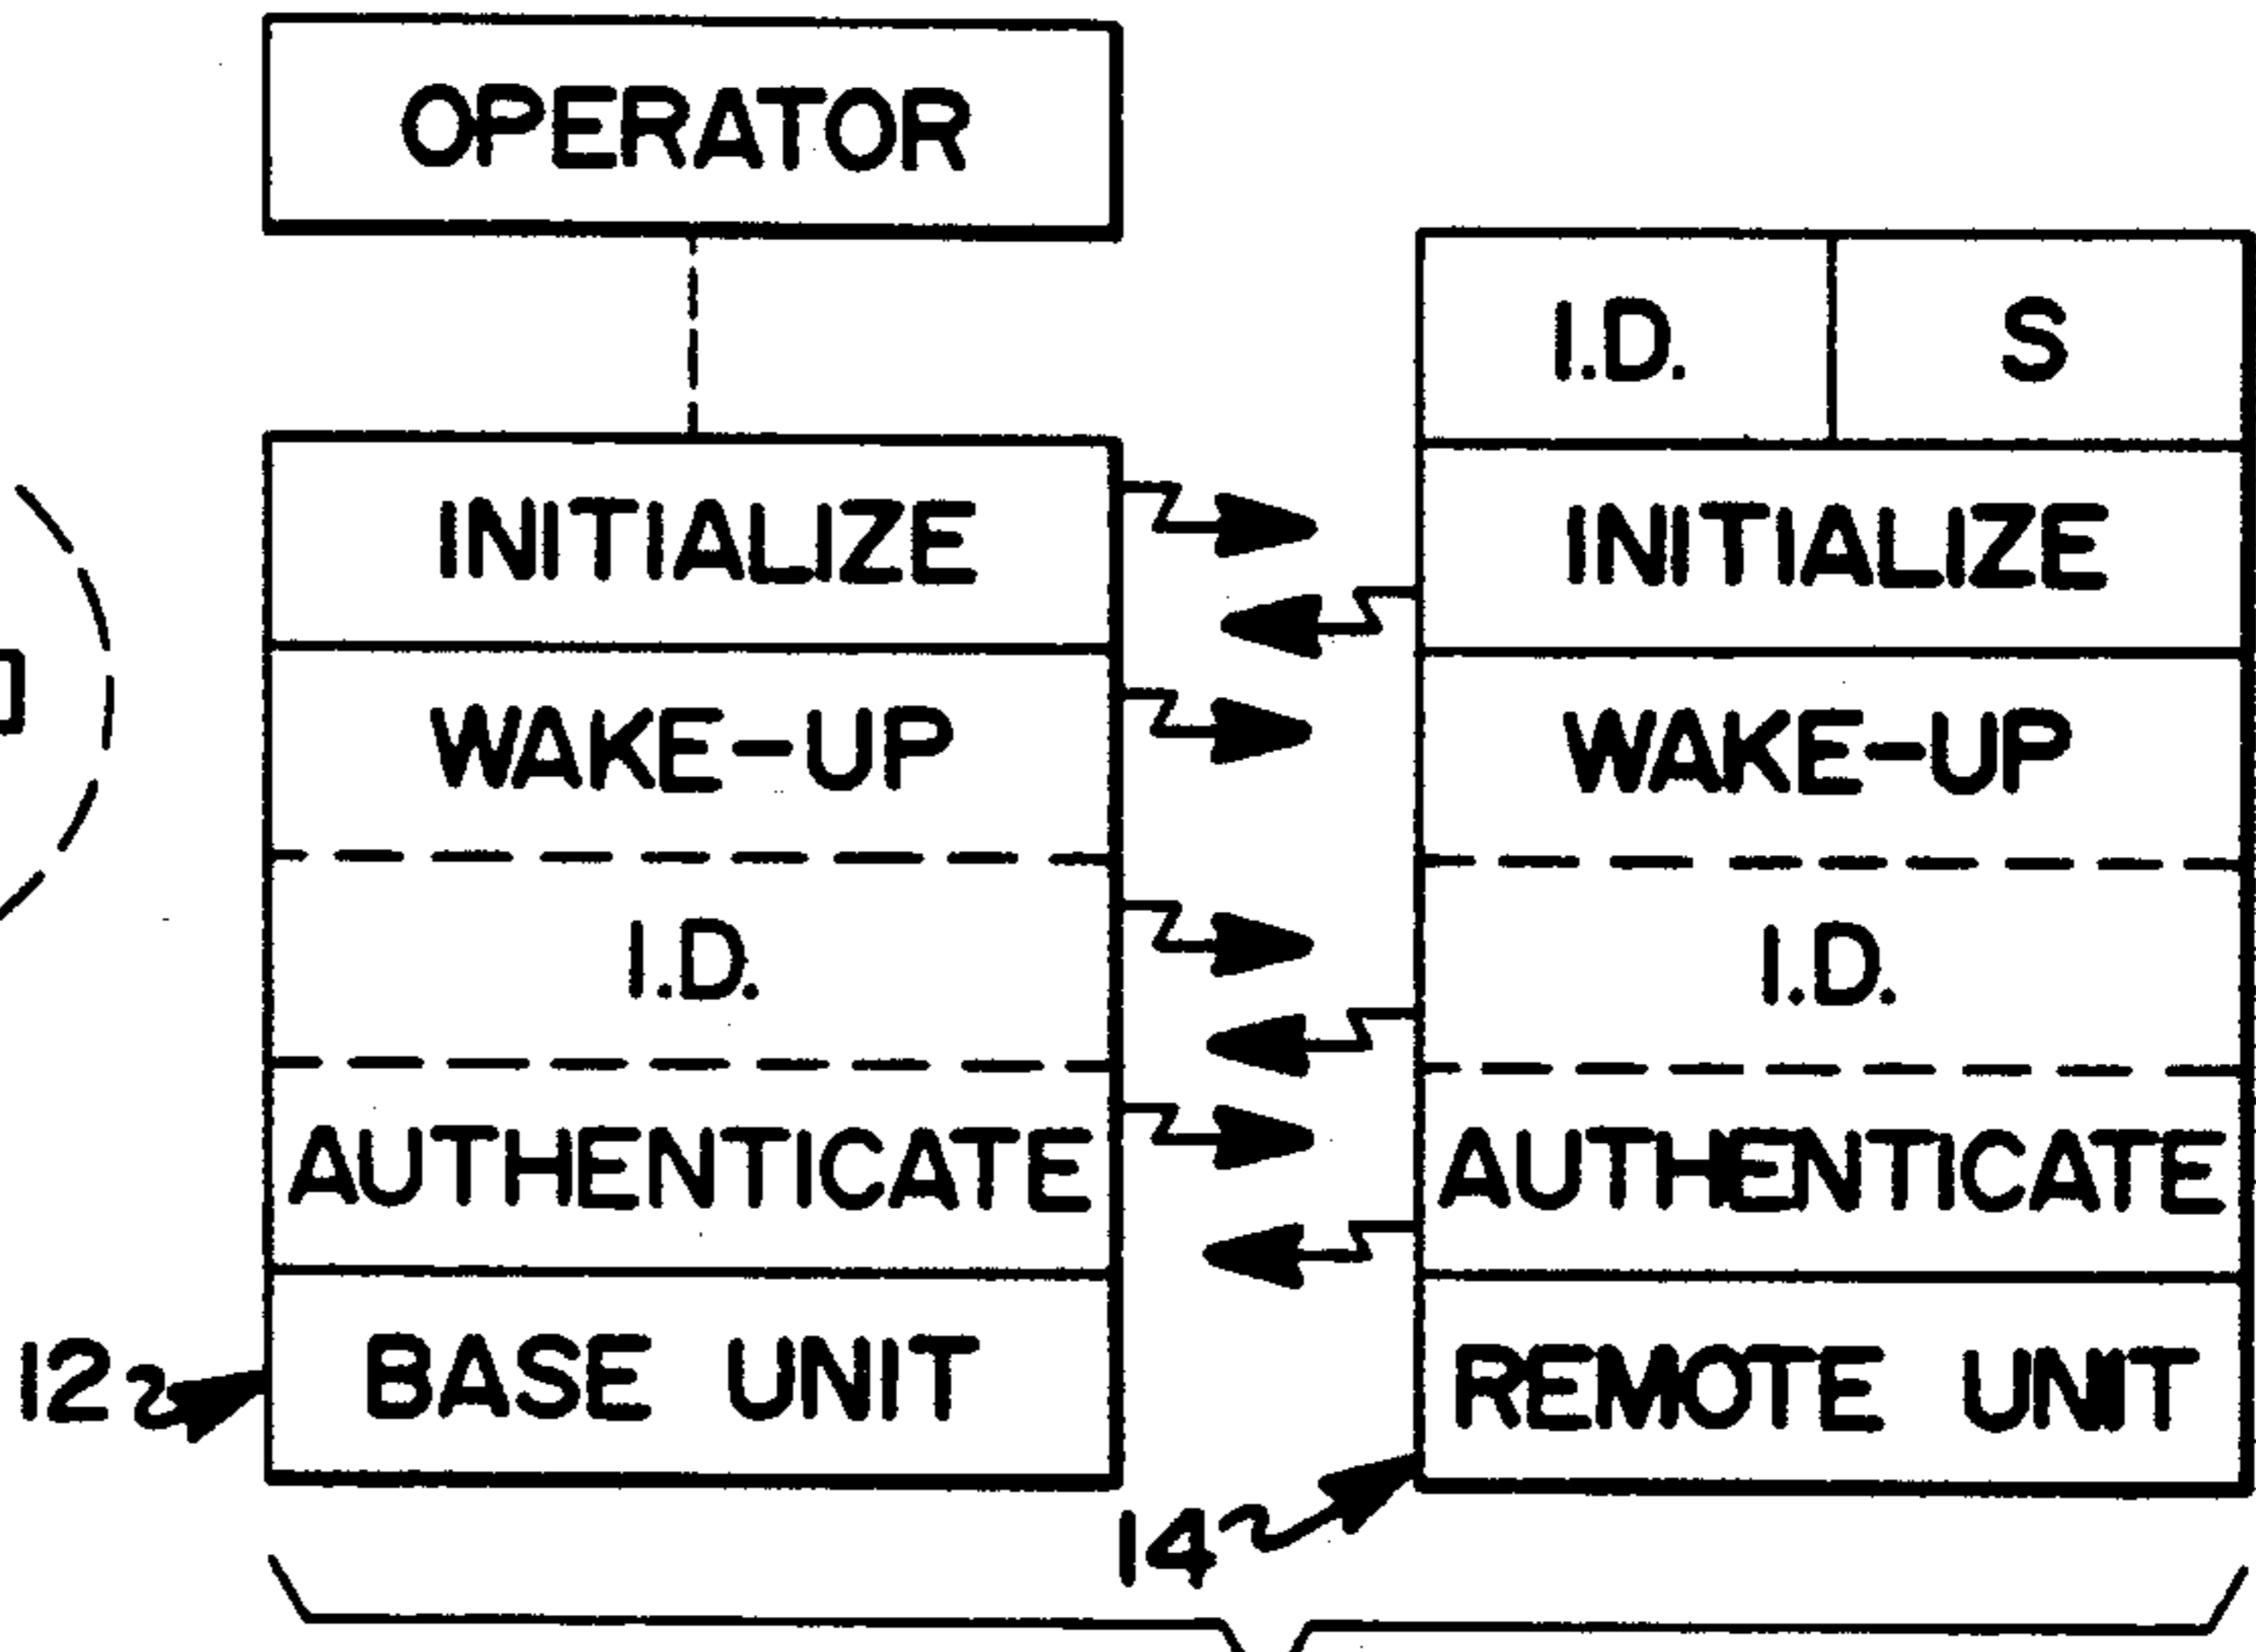 OPERATOR
I.D. S
INITIALIZE INITIALIZE
WAKE-UP WAKE-UP
I.D. I.D.
AUTHENTICATE AUTHENTICATE
12 BASE UNIT REMOTE UNIT
14